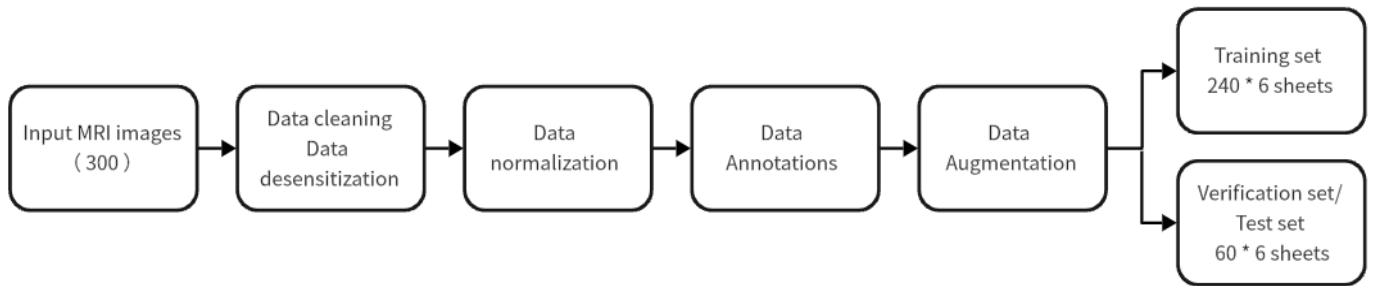 Input MRI images
( 300 )
Data cleaning
Data
desensitization
Data
normalization
Data
Annotations
Data
Augmentation
Training set
240 * 6 sheets
Verification set/
Test set
60 * 6 sheets